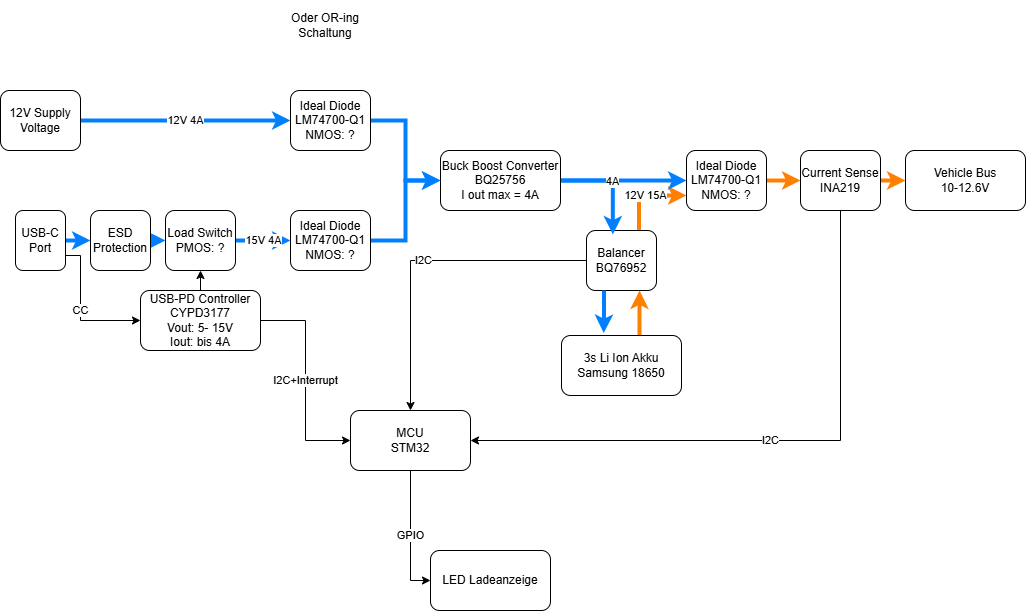 Oder OR-ing
Schaltung
12V Supply
Voltage
12V 4A
Ideal Diode
LM74700-Q1
NMOS: ?
Buck Boost Converter
BQ25756
I out max = 4A
4A
12V 15A
Ideal Diode
LM74700-Q1
NMOS: ?
Current Sense
INA219
Vehicle Bus
10-12.6V
USB-C
Port
ESD
Protection
Load Switch
PMOS: ?
15V 4A
Ideal Diode
LM74700-Q1
NMOS: ?
Balancer
BQ76952
I2C
CC
USB-PD Controller
CYPD3177
Vout: 5- 15V
Iout: bis 4A
3s Li Ion Akku
Samsung 18650
I2C+Interrupt
MCU
STM32
I2C
GPIO
LED Ladeanzeige